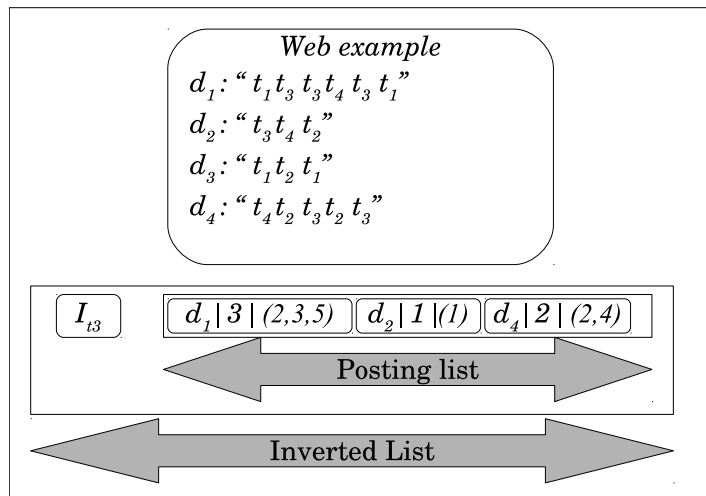 Web example
d₁: “ t₁ t₃ t₃ t₄ t₃ t₁”
d₂: “ t₃ t₄ t₂”
d₃: “ t₁ t₂ t₁”
d₄: “ t₄ t₂ t₃ t₂ t₃”
Iₜ₃ d₁ | 3 | (2,3,5) d₂ | 1 |(1) d₄ | 2 | (2,4)
Posting list
Inverted List